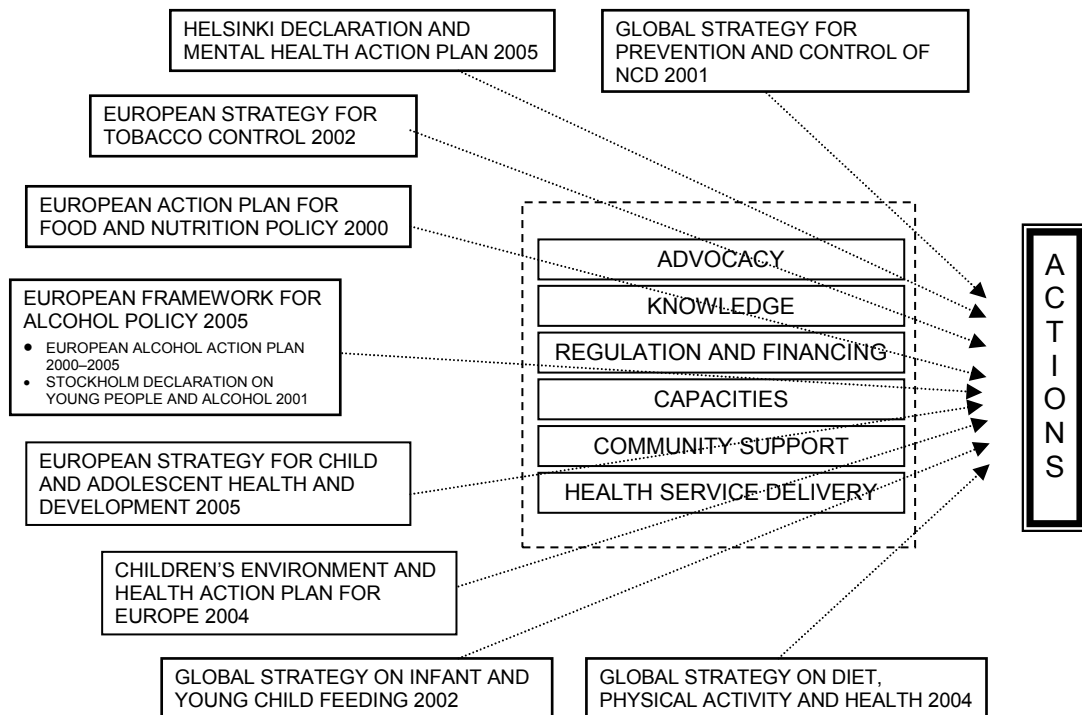 HELSINKI DECLARATION AND
MENTAL HEALTH ACTION PLAN 2005
GLOBAL STRATEGY FOR
PREVENTION AND CONTROL OF
NCD 2001
EUROPEAN STRATEGY FOR
TOBACCO CONTROL 2002
EUROPEAN ACTION PLAN FOR
FOOD AND NUTRITION POLICY 2000
EUROPEAN FRAMEWORK FOR
ALCOHOL POLICY 2005
• EUROPEAN ALCOHOL ACTION PLAN
2000–2005
• STOCKHOLM DECLARATION ON
YOUNG PEOPLE AND ALCOHOL 2001
EUROPEAN STRATEGY FOR CHILD
AND ADOLESCENT HEALTH AND
DEVELOPMENT 2005
CHILDREN'S ENVIRONMENT AND
HEALTH ACTION PLAN FOR
EUROPE 2004
GLOBAL STRATEGY ON INFANT AND
YOUNG CHILD FEEDING 2002
GLOBAL STRATEGY ON DIET,
PHYSICAL ACTIVITY AND HEALTH 2004
ADVOCACY
KNOWLEDGE
REGULATION AND FINANCING
CAPACITIES
COMMUNITY SUPPORT
HEALTH SERVICE DELIVERY
A
C
T
I
O
N
S